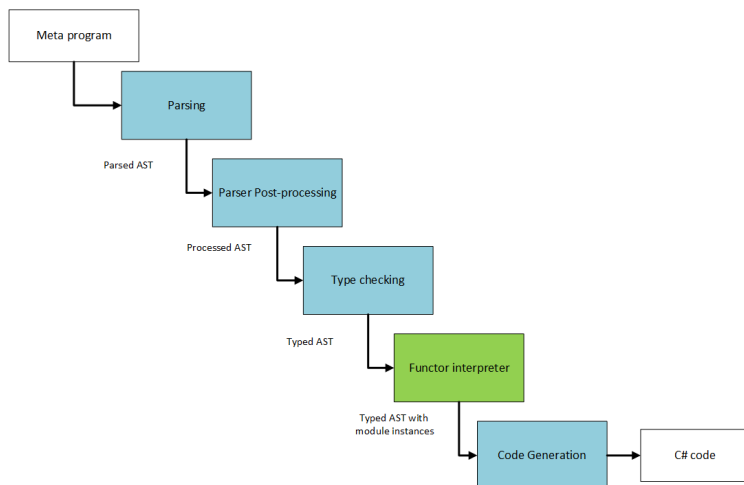 Meta program
Parsing
Parsed AST
Parser Post-processing
Processed AST
Type checking
Typed AST
Functor interpreter
Typed AST with
module instances
Code Generation
C# code